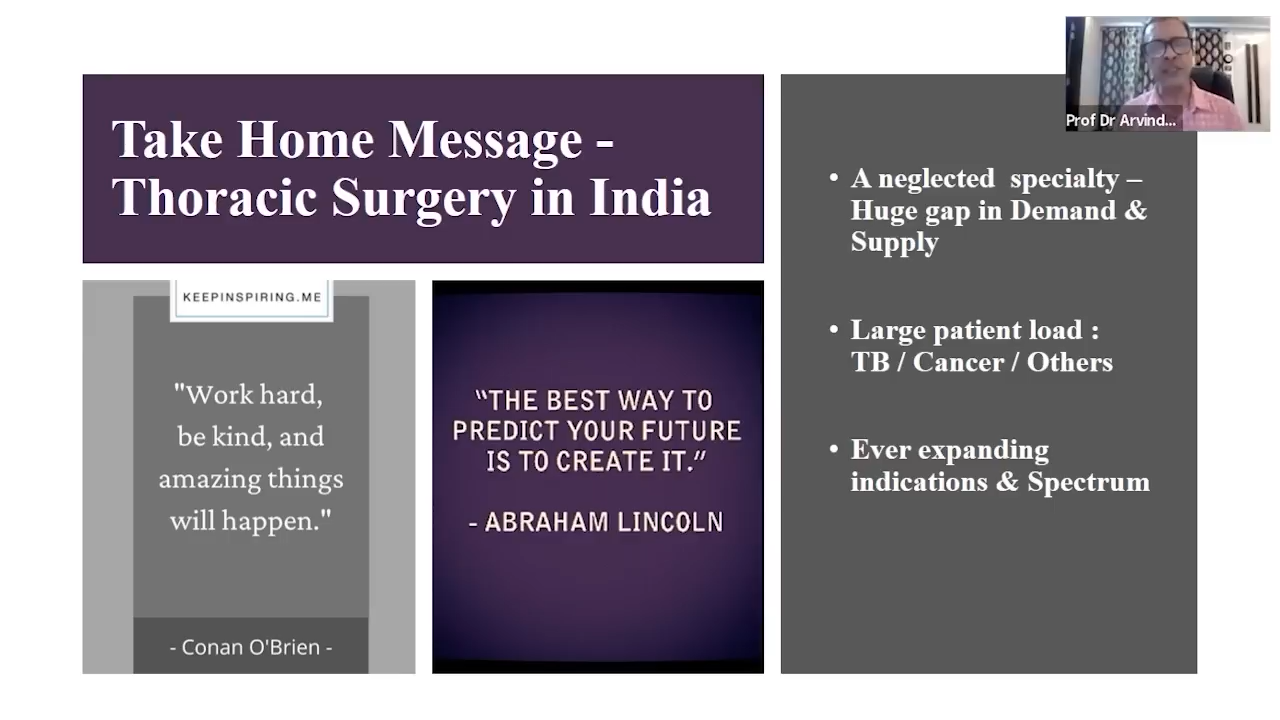 Take Home Message -
Thoracic Surgery in India
KEEPINSPIRING.ME
"Work hard,
be kind, and
amazing things
will happen."
- Conan O'Brien -
“THE BEST WAY TO
PREDICT YOUR FUTURE
IS TO CREATE IT.”
- ABRAHAM LINCOLN
• A neglected specialty –
Huge gap in Demand &
Supply
• Large patient load :
TB / Cancer / Others
• Ever expanding
indications & Spectrum
Prof Dr Arvind...